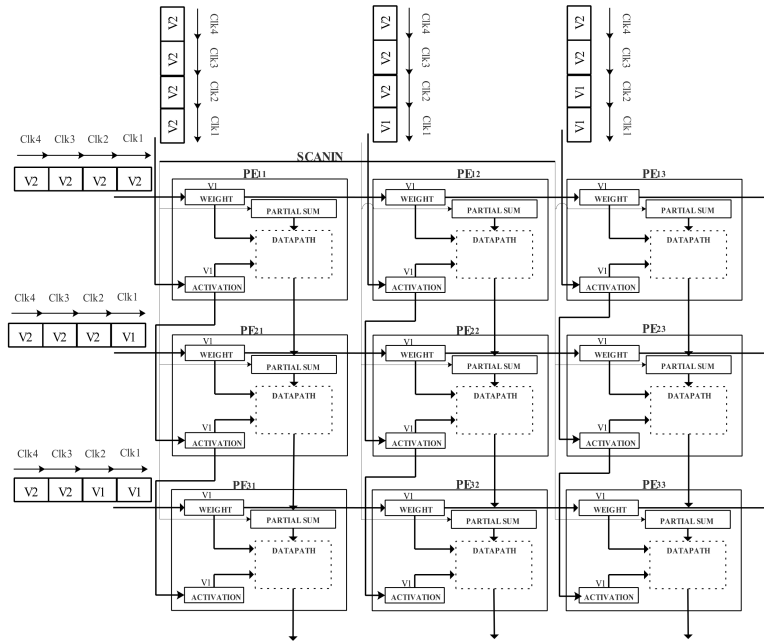 V2 V2 V2 V2
Clk4 Clk3 Clk2 Clk1
V2 V2 V2 V1
Clk4 Clk3 Clk2 Clk1
V2 V2 V1 V1
Clk4 Clk3 Clk2 Clk1
Clk4 Clk3 Clk2 Clk1
V2 V2 V2 V2
SCANIN
PE11 PE12 PE13
V1 V1 V1
WEIGHT WEIGHT WEIGHT
PARTIAL SUM PARTIAL SUM PARTIAL SUM
DATAPATH DATAPATH DATAPATH
V1 V1 V1
ACTIVATION ACTIVATION ACTIVATION
Clk4 Clk3 Clk2 Clk1
V2 V2 V2 V1
PE21 PE22 PE23
V1 V1 V1
WEIGHT WEIGHT WEIGHT
PARTIAL SUM PARTIAL SUM PARTIAL SUM
DATAPATH DATAPATH DATAPATH
V1 V1 V1
ACTIVATION ACTIVATION ACTIVATION
Clk4 Clk3 Clk2 Clk1
V2 V2 V1 V1
PE31 PE32 PE33
V1 V1 V1
WEIGHT WEIGHT WEIGHT
PARTIAL SUM PARTIAL SUM PARTIAL SUM
DATAPATH DATAPATH DATAPATH
V1 V1 V1
ACTIVATION ACTIVATION ACTIVATION